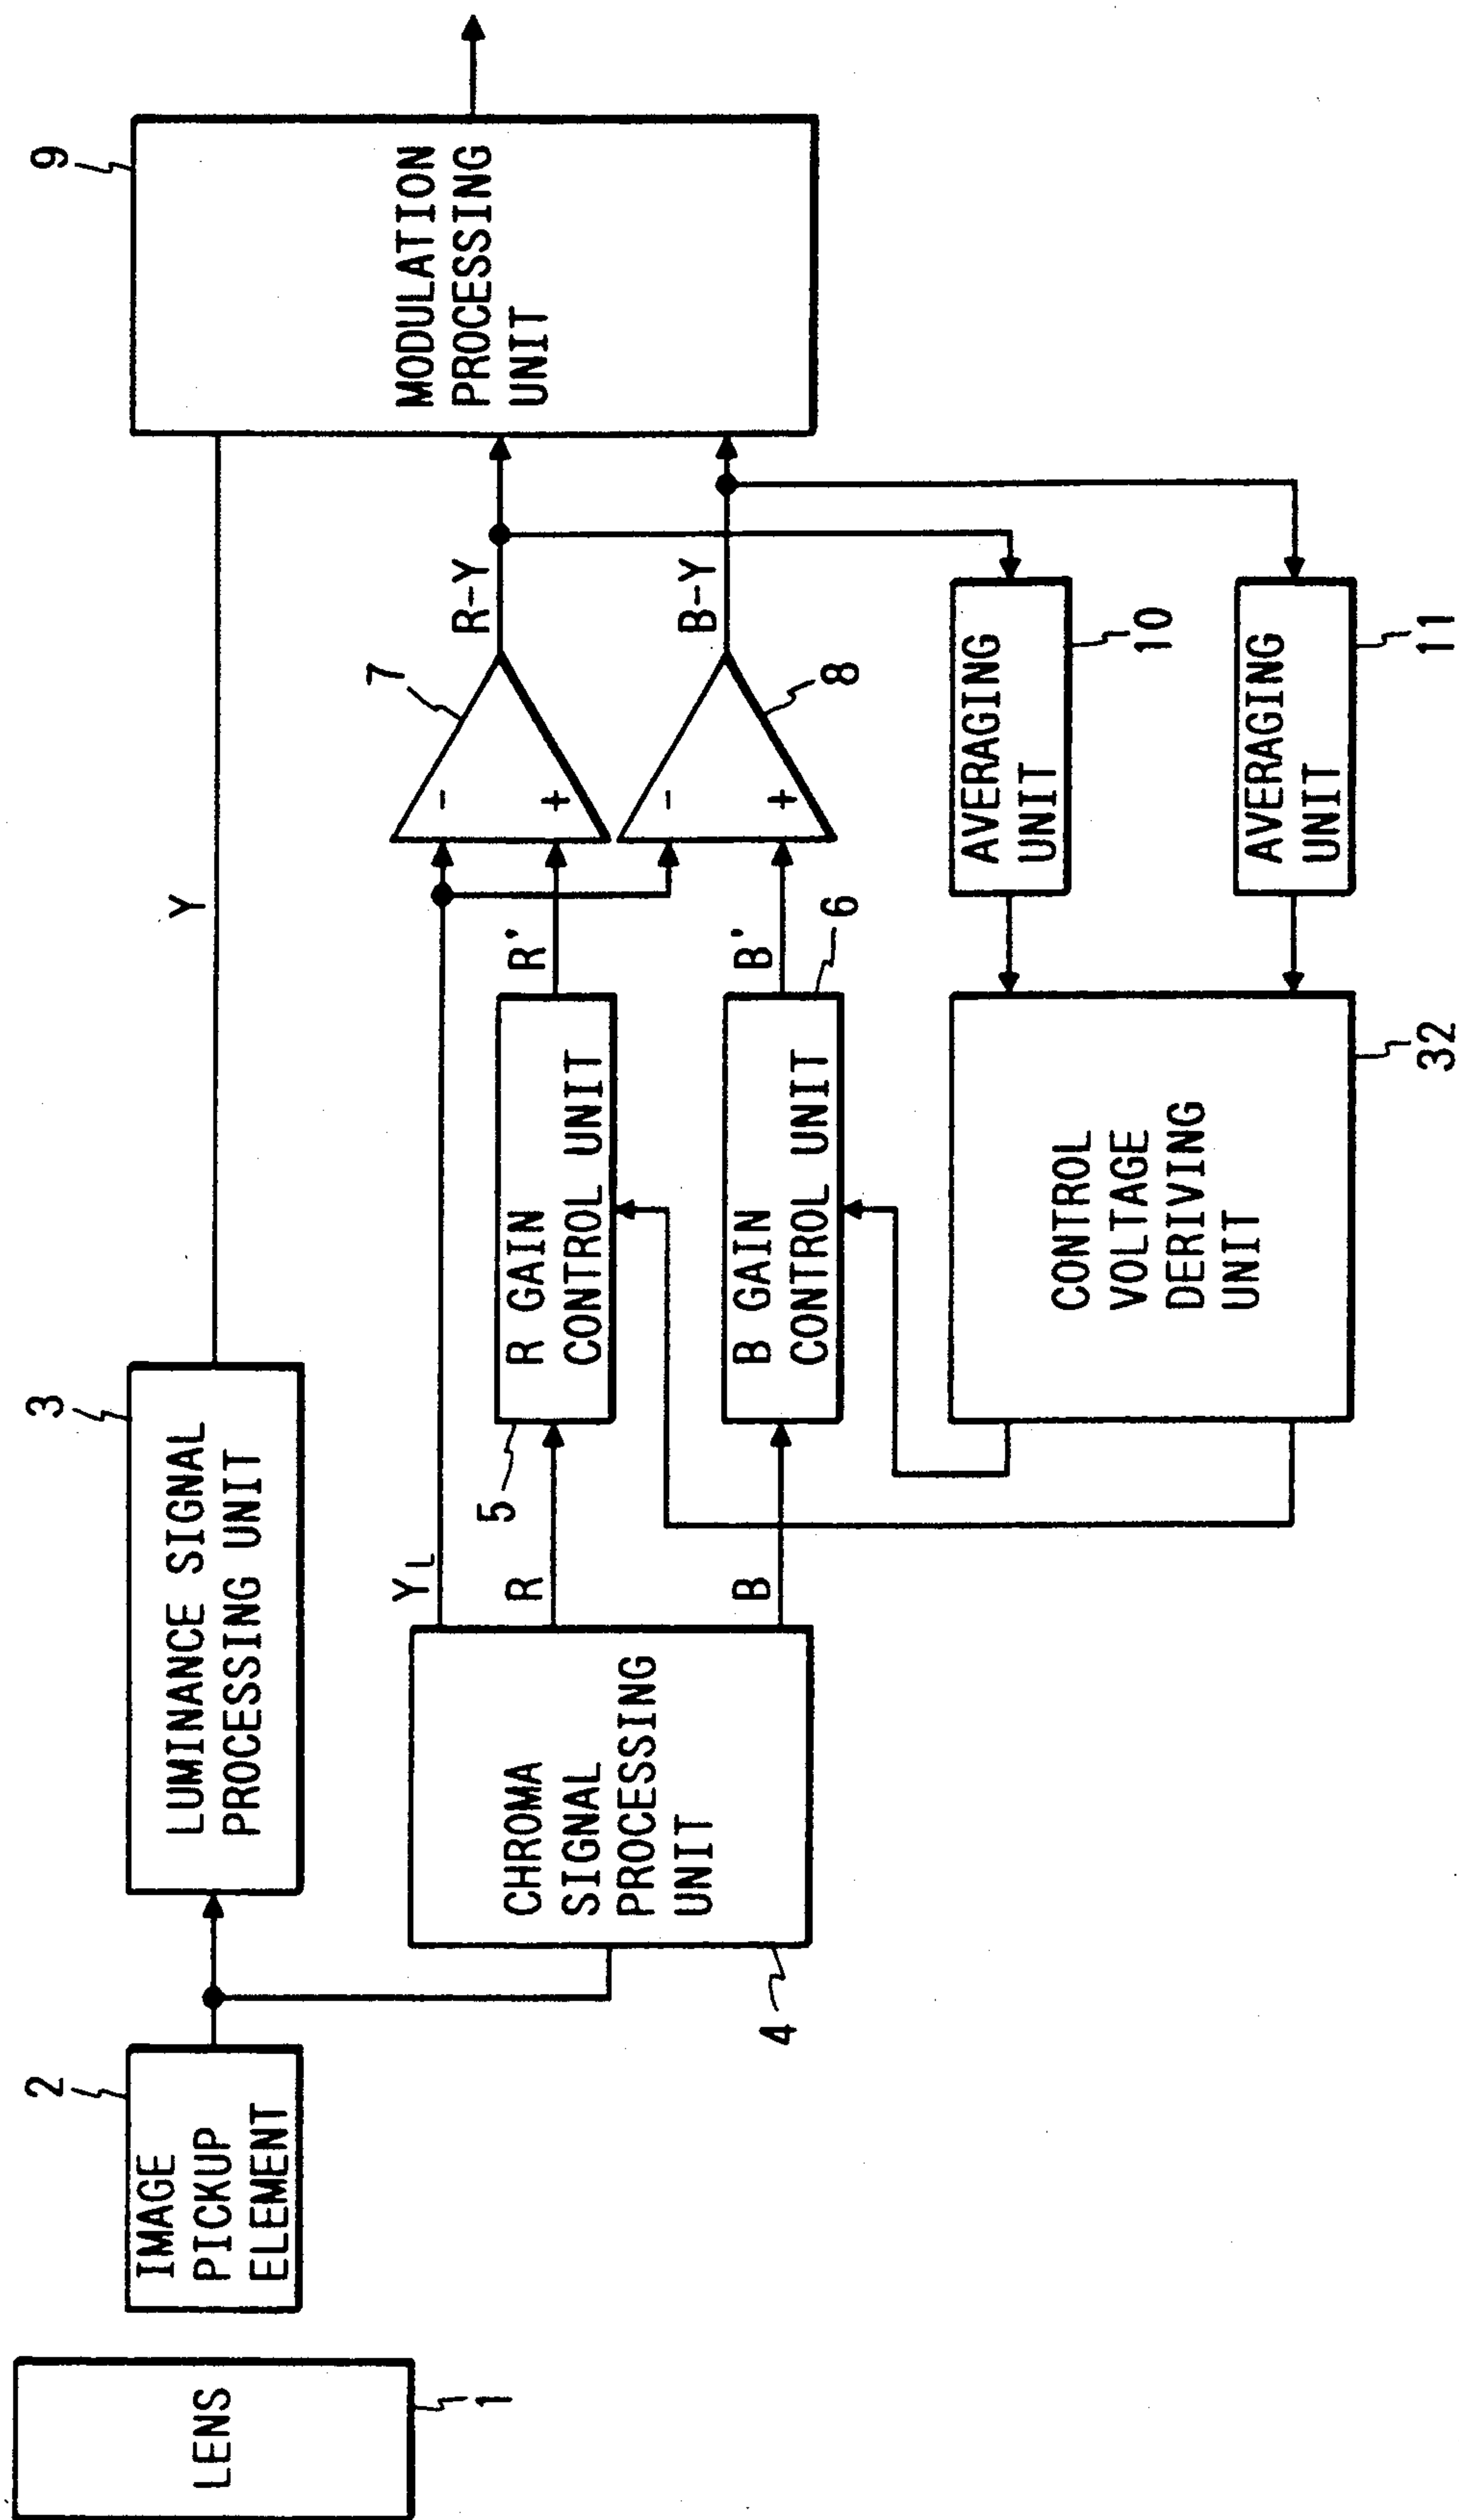 LENS
1
IMAGE
PICKUP
ELEMENT
2
LUMINANCE SIGNAL
PROCESSING UNIT
3
Y
CHROMA
SIGNAL
PROCESSING
UNIT
4
YL
R
B
5
R GAIN
CONTROL UNIT
B GAIN
CONTROL UNIT
6
R'
B'
-
+
7
-
+
8
R-Y
B-Y
MODULATION
PROCESSING
UNIT
9
CONTROL
VOLTAGE
DERIVING
UNIT
32
AVERAGING
UNIT
10
AVERAGING
UNIT
11